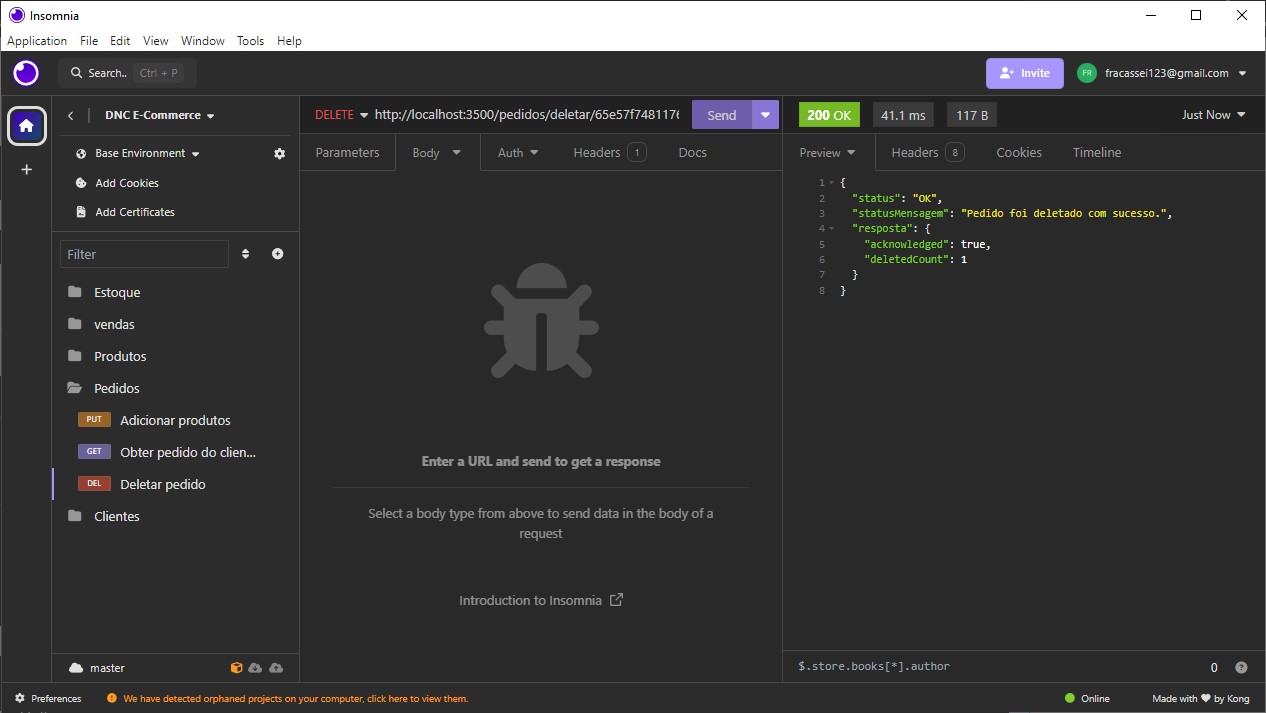 Insomnia
Application File Edit View Window Tools Help
Search.. Ctrl + P
Invite
FR fracassei123@gmail.com
DNC E-Commerce
Base Environment
Add Cookies
Add Certificates
Filter
Estoque
vendas
Produtos
Pedidos
PUT Adicionar produtos
GET Obter pedido do clien...
DEL Deletar pedido
Clientes
master
DELETE http://localhost:3500/pedidos/deletar/65e57f7481176 Send
Parameters Body Auth Headers 1 Docs
Enter a URL and send to get a response
Select a body type from above to send data in the body of a
request
Introduction to Insomnia
200 OK 41.1 ms 117 B Just Now
Preview Headers 8 Cookies Timeline
1 {
2 "status": "OK",
3 "statusMensagem": "Pedido foi deletado com sucesso.",
4 "resposta": {
5 "acknowledged": true,
6 "deletedCount": 1
7 }
8 }
$.store.books[*].author 0
Preferences We have detected orphaned projects on your computer, click here to view them. Online Made with ♥ by Kong